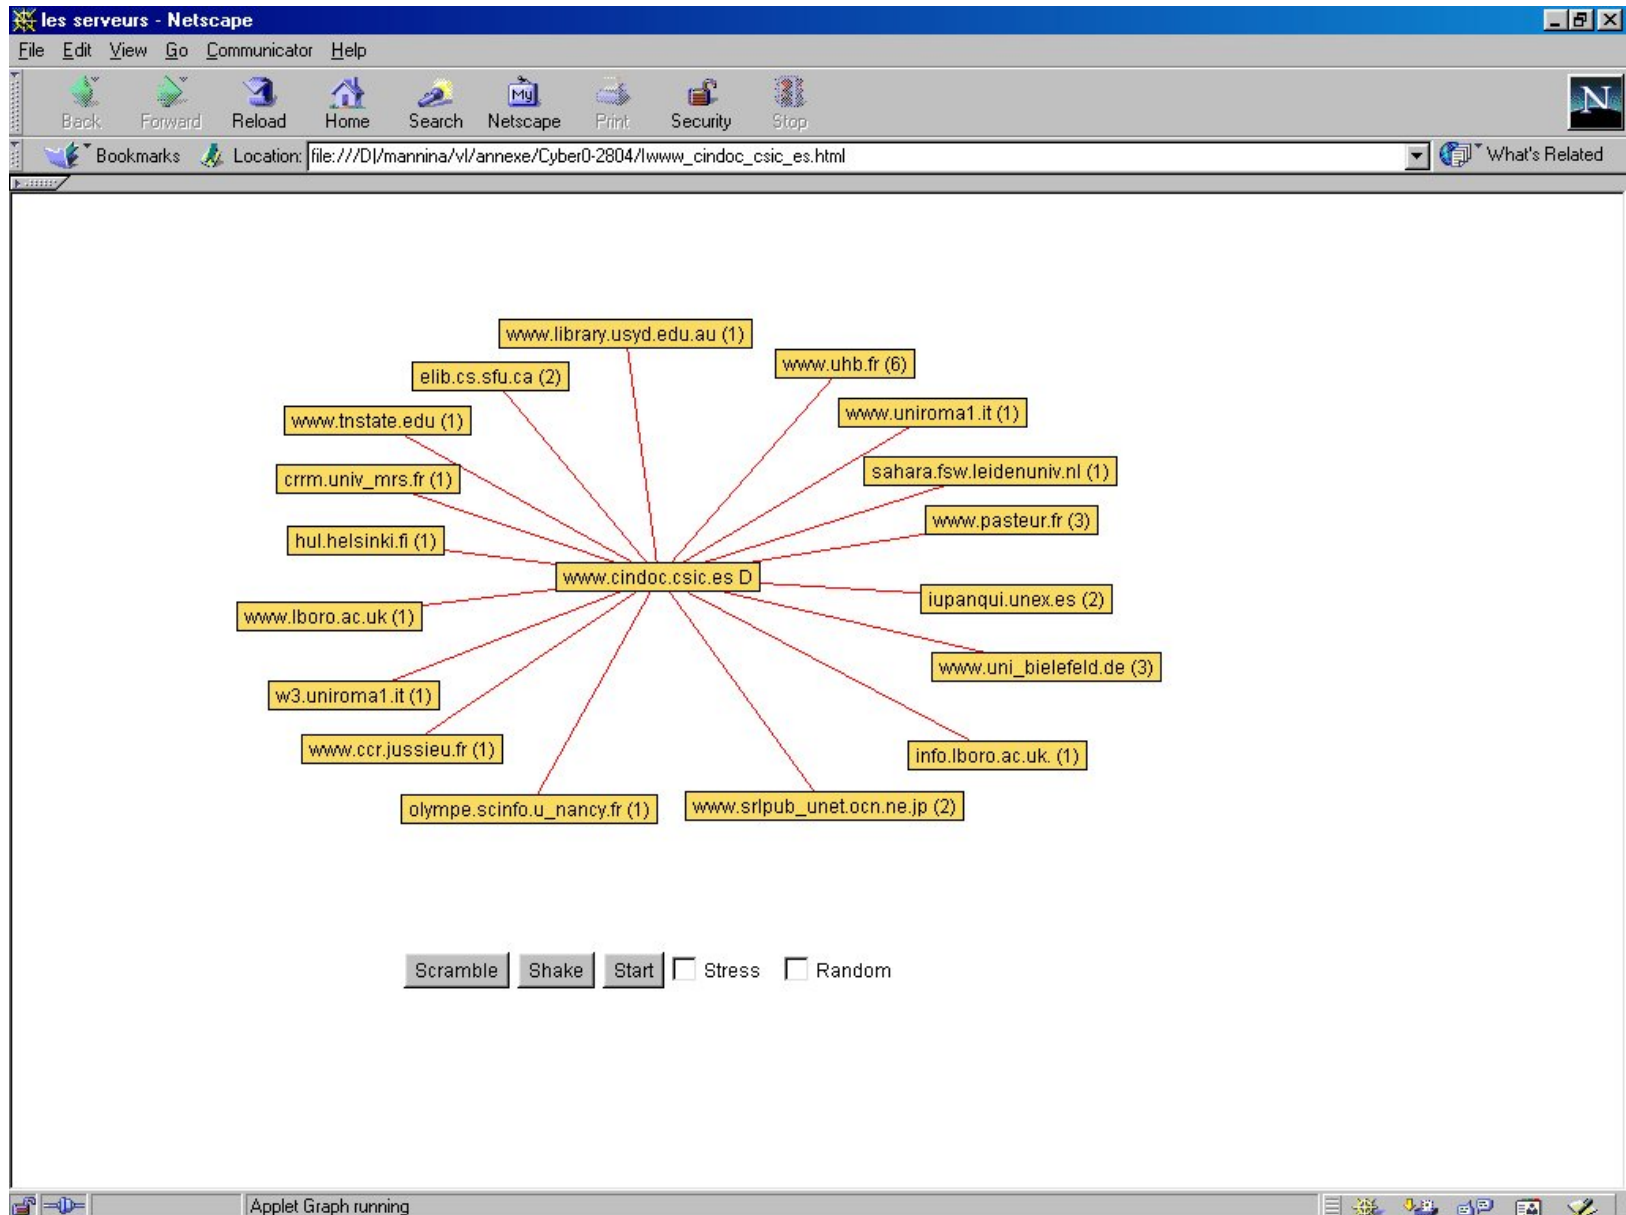 les serveurs - Netscape
File Edit View Go Communicator Help
My
N
Back Forward Reload Home Search Netscape Print Security Stop
Bookmarks Location: file:///D|/mannina/vl/annexe/Cyber0-2804/lwww_cindoc_csic_es.html What's Related
www.library.usyd.edu.au (1)
www.uhb.fr (6)
elib.cs.sfu.ca (2)
www.uniroma1.it (1)
www.tnstate.edu (1)
sahara.fsw.leidenuniv.nl (1)
crrm.univ_mrs.fr (1)
www.pasteur.fr (3)
hul.helsinki.fi (1)
www.cindoc.csic.es D
iupanqui.unex.es (2)
www.lboro.ac.uk (1)
www.uni_bielefeld.de (3)
w3.uniroma1.it (1)
www.ccr.jussieu.fr (1)
info.lboro.ac.uk. (1)
www.srlpub_unet.ocn.ne.jp (2)
olympe.scinfo.u_nancy.fr (1)
Scramble Shake Start Stress Random
Applet Graph running